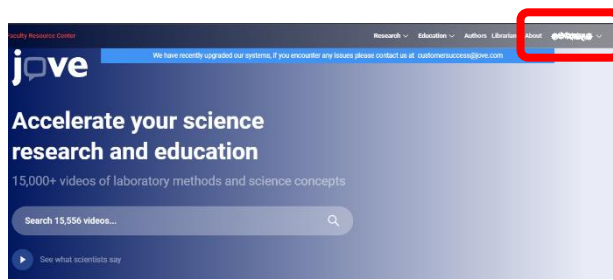 Faculty Resource Center Research Education Authors Librarians About
We have recently upgraded our systems, if you encounter any issues please contact us at customersuccess@jove.com
jove
Accelerate your science
research and education
15,000+ videos of laboratory methods and science concepts
Search 15,556 videos...
See what scientists say